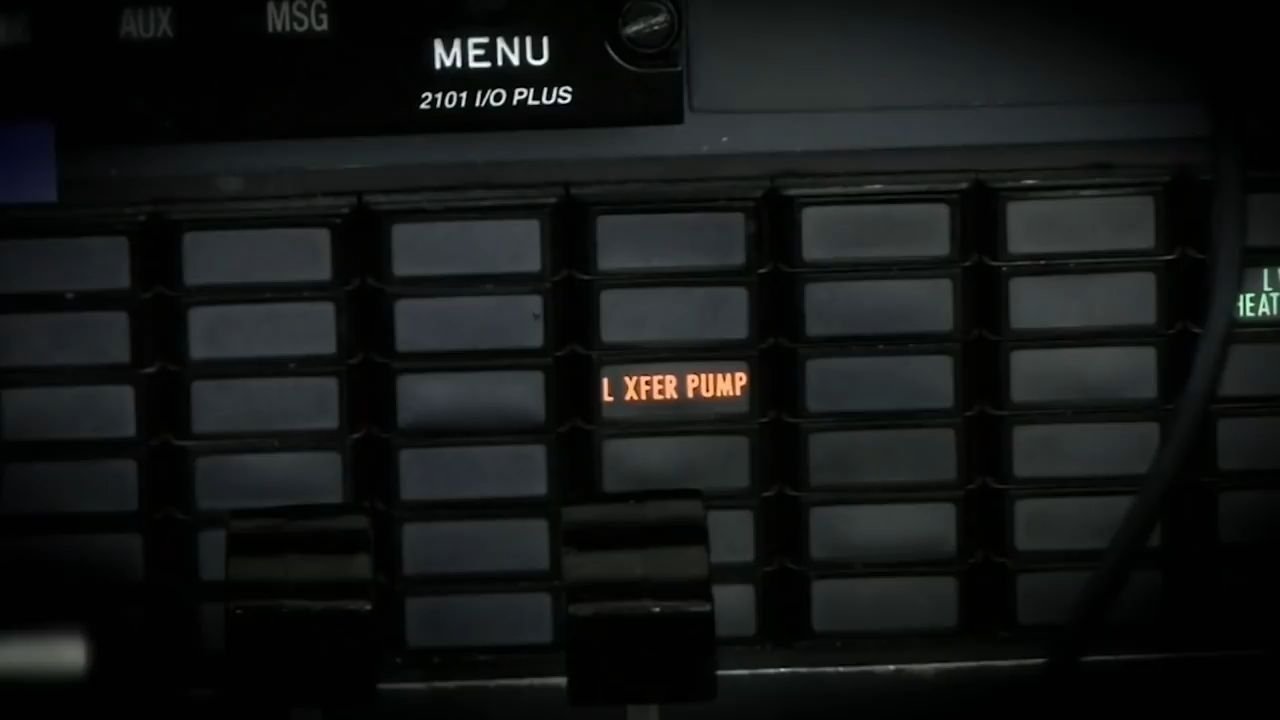 AUX
MSG
MENU
2101 I/O PLUS
L XFER PUMP
L